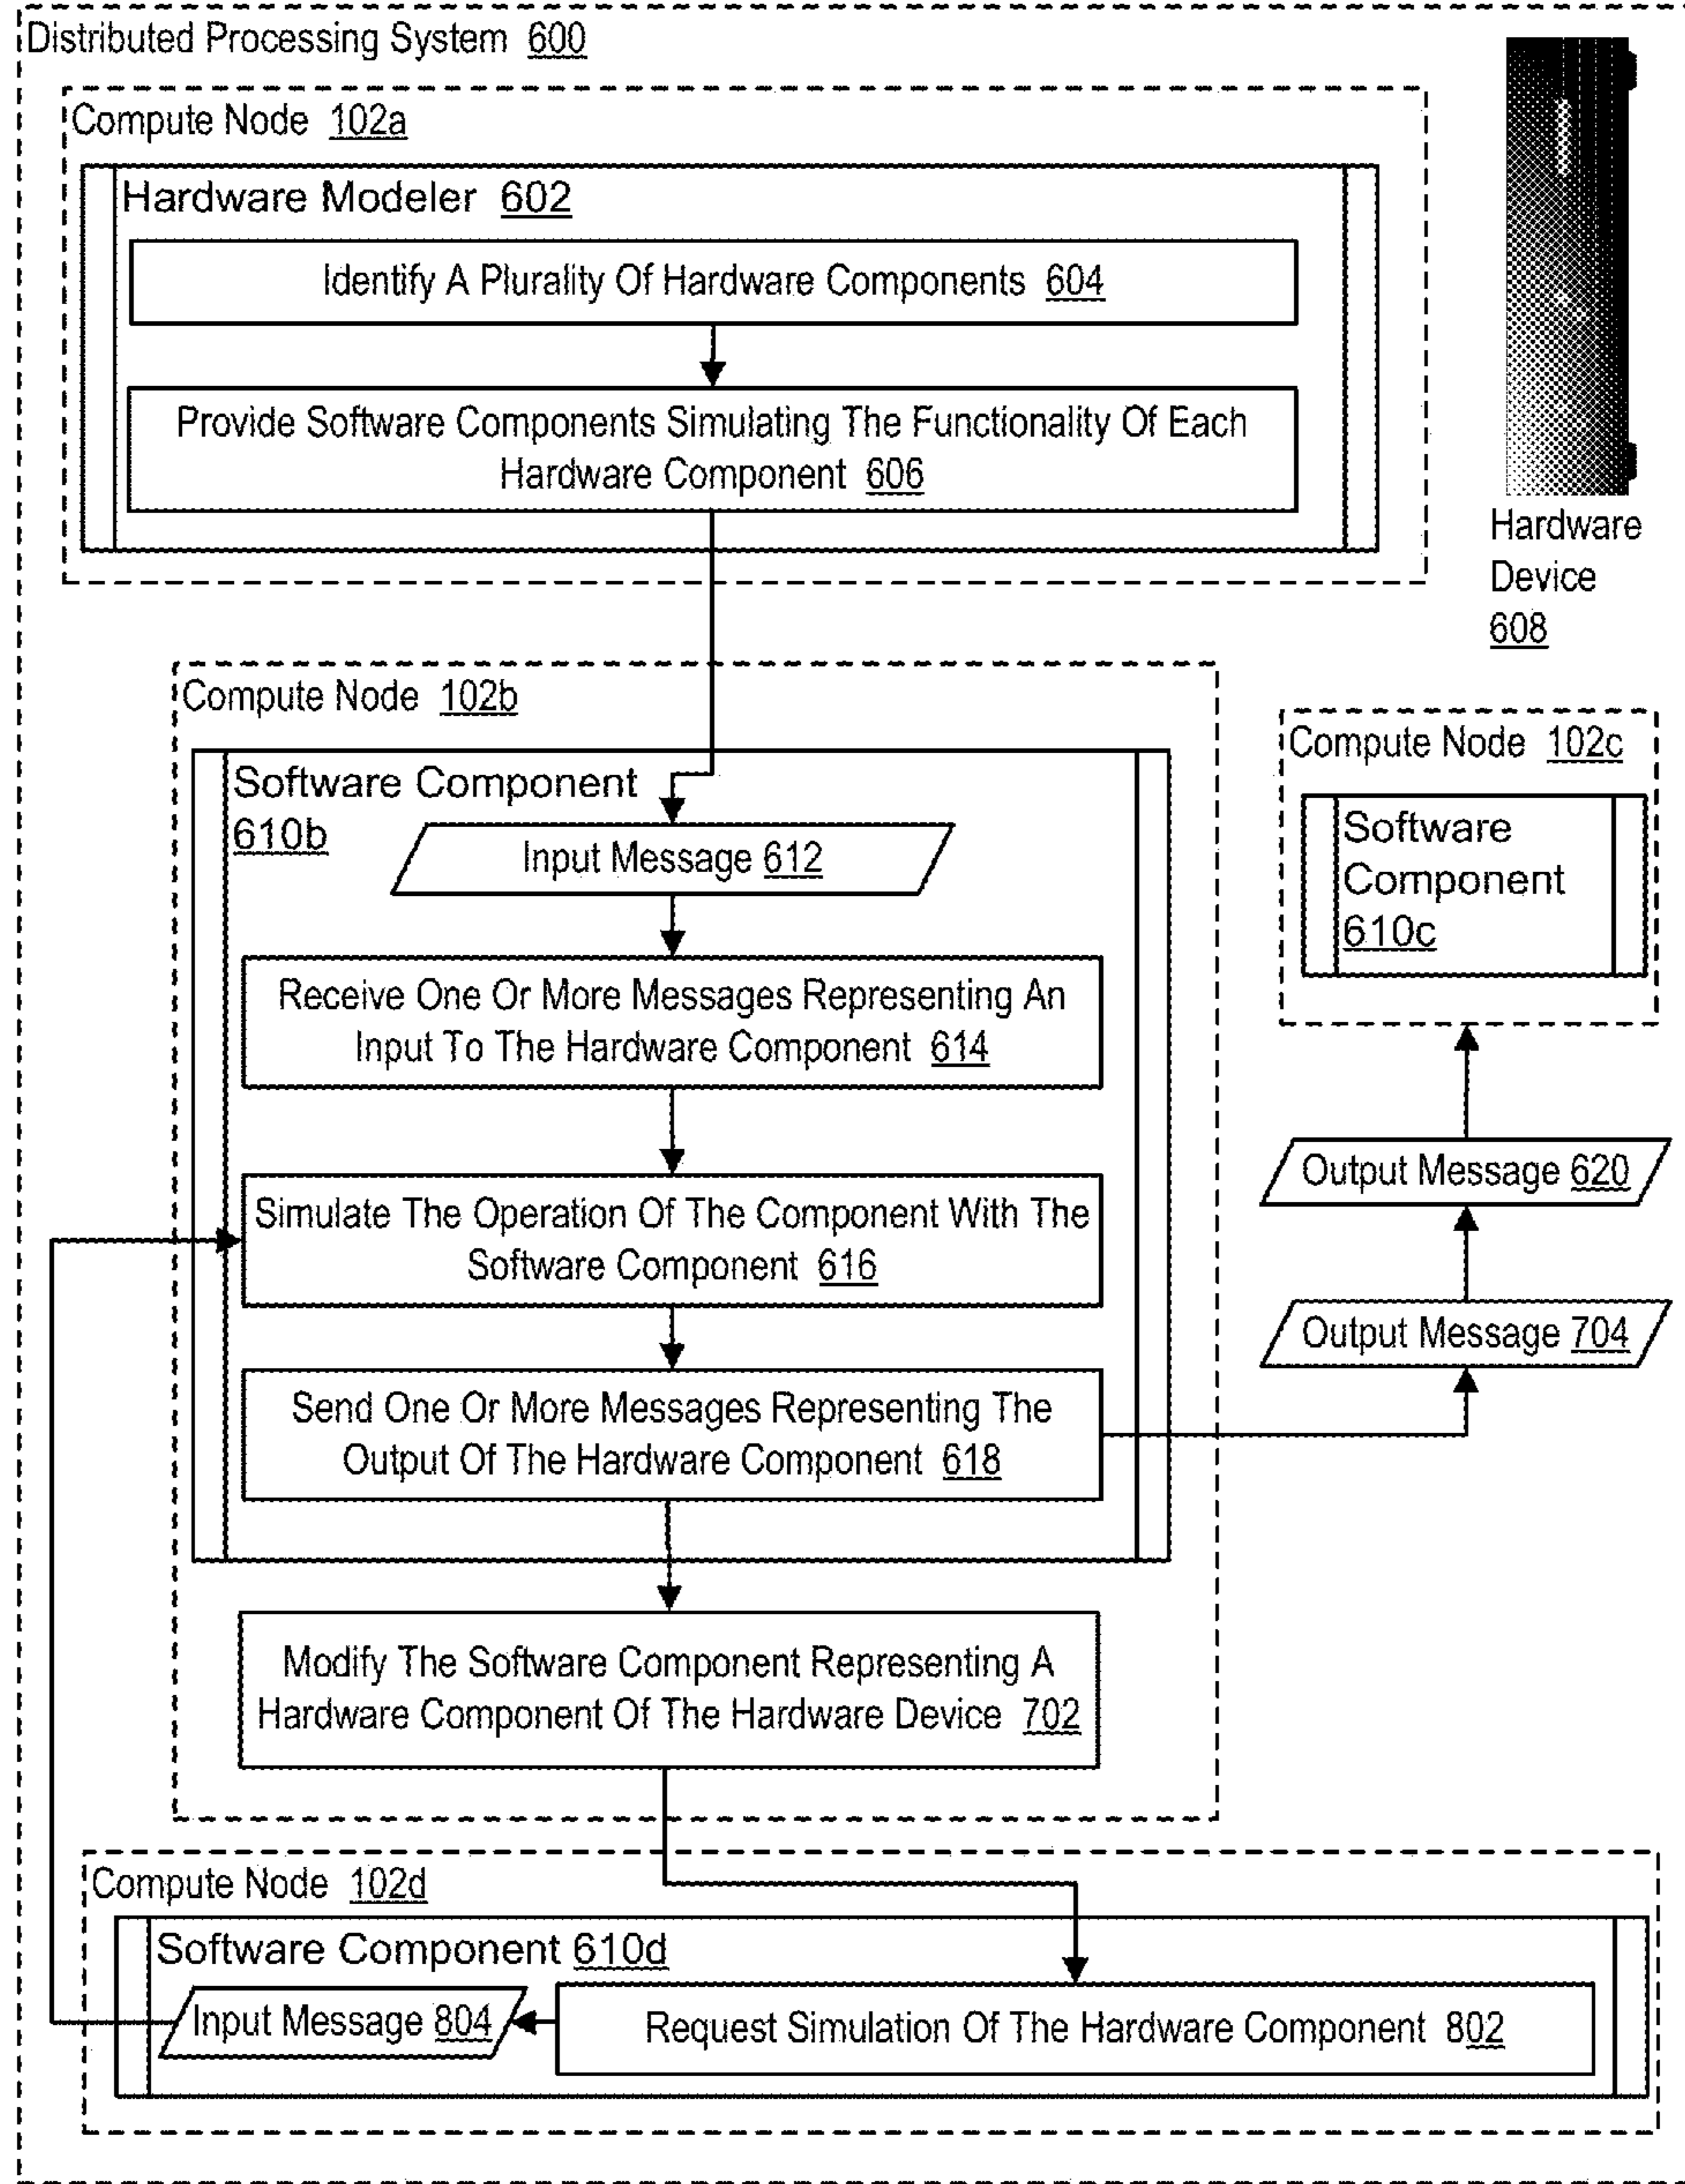 Distributed Processing System 600
Compute Node 102a
Hardware Modeler 602
Identify A Plurality Of Hardware Components 604
Provide Software Components Simulating The Functionality Of Each
Hardware Component 606
Hardware
Device
608
Compute Node 102b
Software Component
610b
Input Message 612
Receive One Or More Messages Representing An
Input To The Hardware Component 614
Simulate The Operation Of The Component With The
Software Component 616
Send One Or More Messages Representing The
Output Of The Hardware Component 618
Modify The Software Component Representing A
Hardware Component Of The Hardware Device 702
Compute Node 102c
Software
Component
610c
Output Message 620
Output Message 704
Compute Node 102d
Software Component 610d
Input Message 804
Request Simulation Of The Hardware Component 802